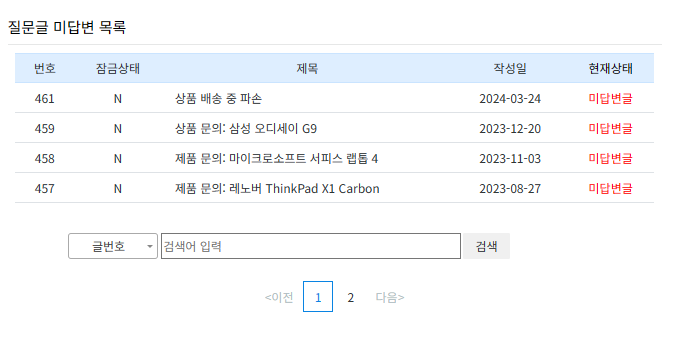 질문글 미답변 목록
번호 잠금상태 제목 작성일 현재상태
461 N 상품 배송 중 파손 2024-03-24 미답변글
459 N 상품 문의: 삼성 오디세이 G9 2023-12-20 미답변글
458 N 제품 문의: 마이크로소프트 서피스 랩톱 4 2023-11-03 미답변글
457 N 제품 문의: 레노버 ThinkPad X1 Carbon 2023-08-27 미답변글
글번호 검색어 입력 검색
<이전 1 2 다음>